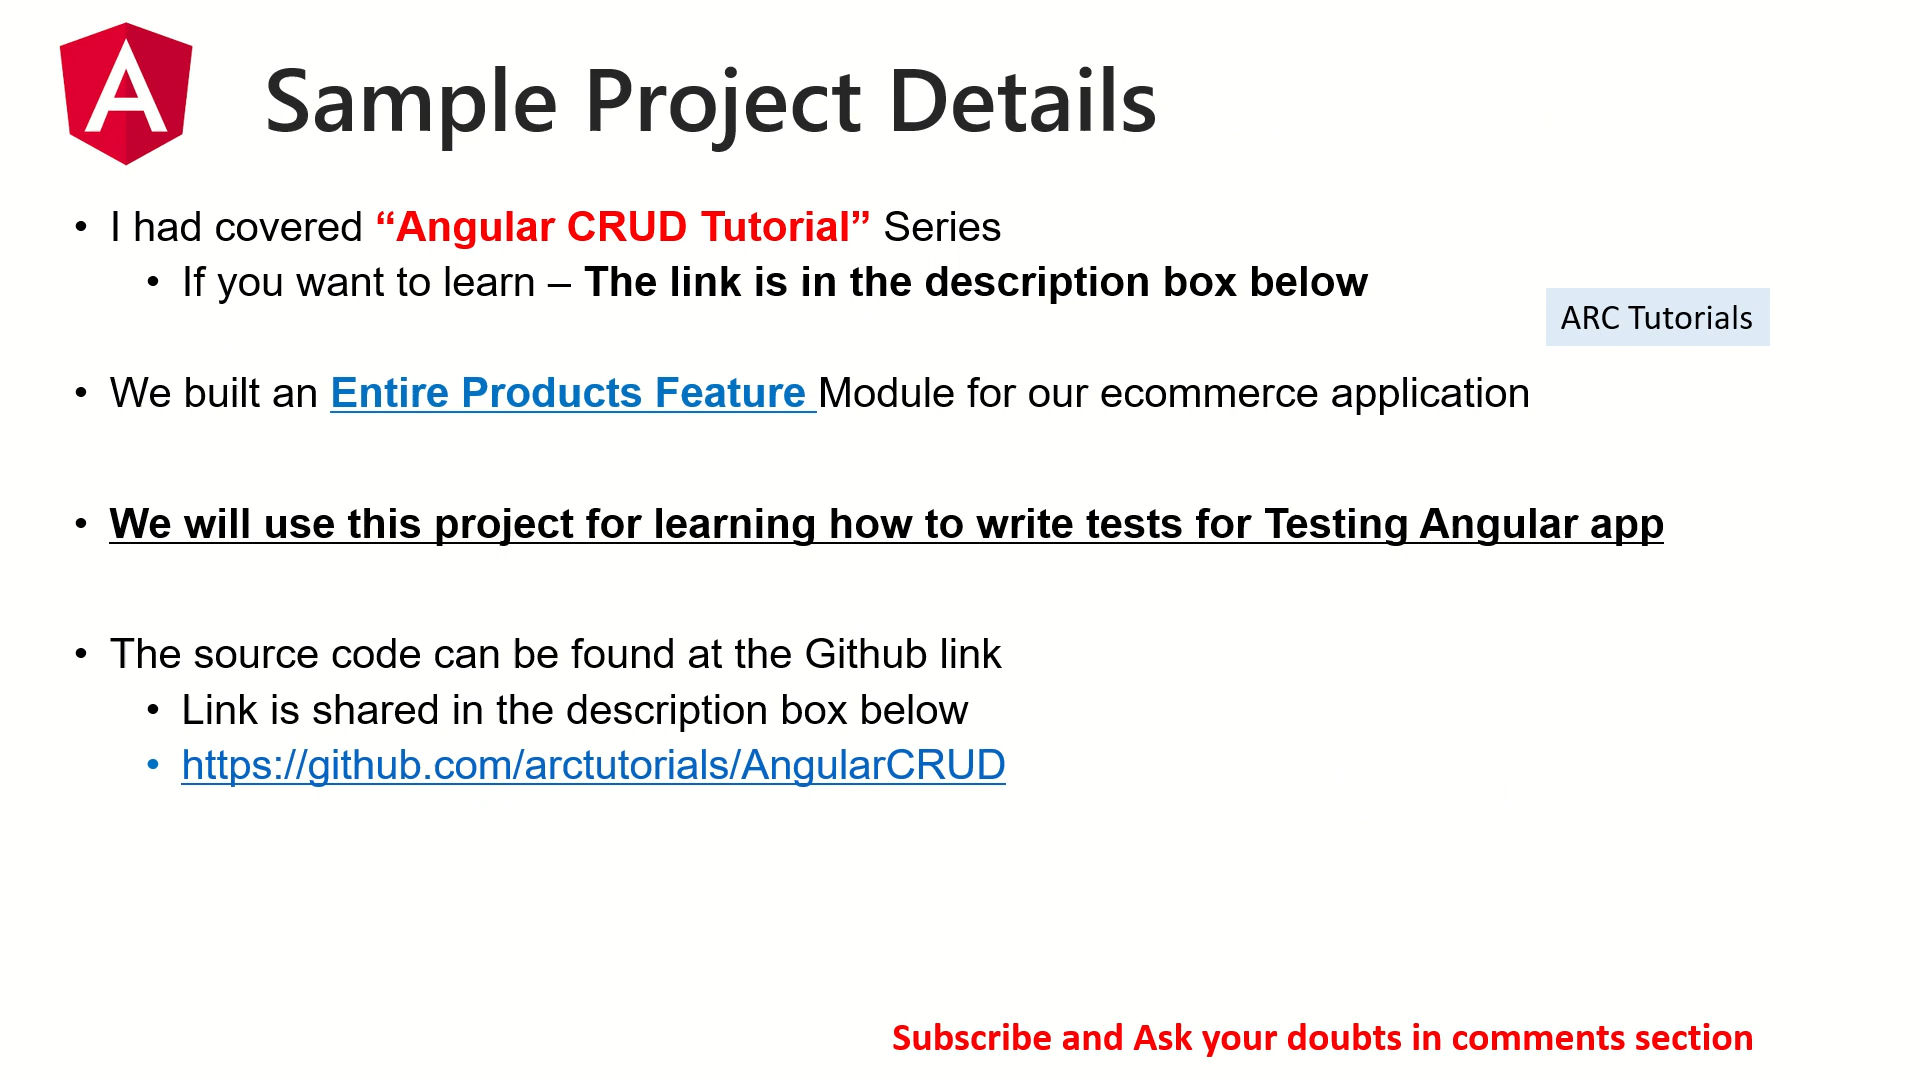 Sample Project Details
• I had covered “Angular CRUD Tutorial” Series
• If you want to learn – The link is in the description box below
ARC Tutorials
• We built an Entire Products Feature Module for our ecommerce application
• We will use this project for learning how to write tests for Testing Angular app
• The source code can be found at the Github link
• Link is shared in the description box below
• https://github.com/arctutorials/AngularCRUD
Subscribe and Ask your doubts in comments section